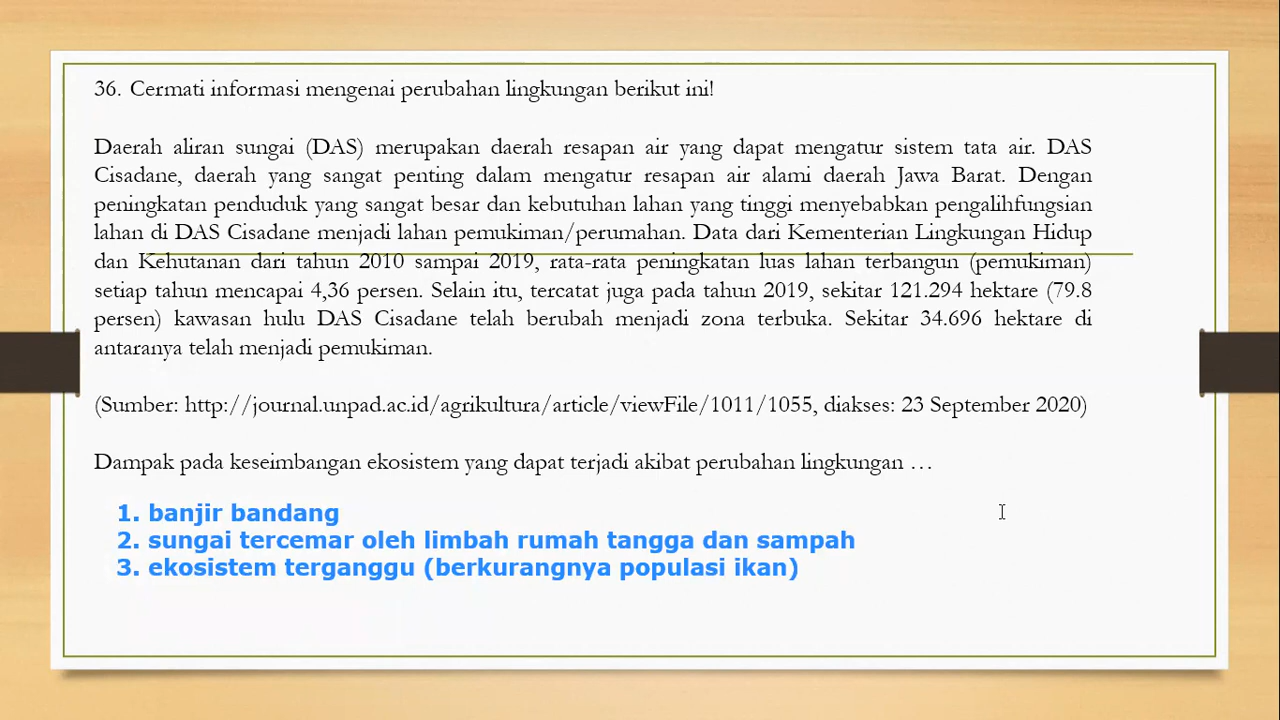 36. Cermati informasi mengenai perubahan lingkungan berikut ini!
Daerah aliran sungai (DAS) merupakan daerah resapan air yang dapat mengatur sistem tata air. DAS
Cisadane, daerah yang sangat penting dalam mengatur resapan air alami daerah Jawa Barat. Dengan
peningkatan penduduk yang sangat besar dan kebutuhan lahan yang tinggi menyebabkan pengalihfungsian
lahan di DAS Cisadane menjadi lahan pemukiman/perumahan. Data dari Kementerian Lingkungan Hidup
dan Kehutanan dari tahun 2010 sampai 2019, rata-rata peningkatan luas lahan terbangun (pemukiman)
setiap tahun mencapai 4,36 persen. Selain itu, tercatat juga pada tahun 2019, sekitar 121.294 hektare (79.8
persen) kawasan hulu DAS Cisadane telah berubah menjadi zona terbuka. Sekitar 34.696 hektare di
antaranya telah menjadi pemukiman.
(Sumber: http://journal.unpad.ac.id/agrikultura/article/viewFile/1011/1055, diakses: 23 September 2020)
Dampak pada keseimbangan ekosistem yang dapat terjadi akibat perubahan lingkungan …
1. banjir bandang
2. sungai tercemar oleh limbah rumah tangga dan sampah
3. ekosistem terganggu (berkurangnya populasi ikan)